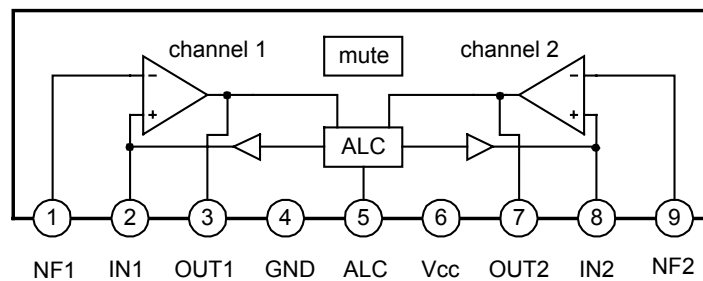 channel 1
mute
channel 2
−
−
+
+
ALC
1 2 3 4 5 6 7 8 9
NF1 IN1 OUT1 GND ALC Vcc OUT2 IN2 NF2